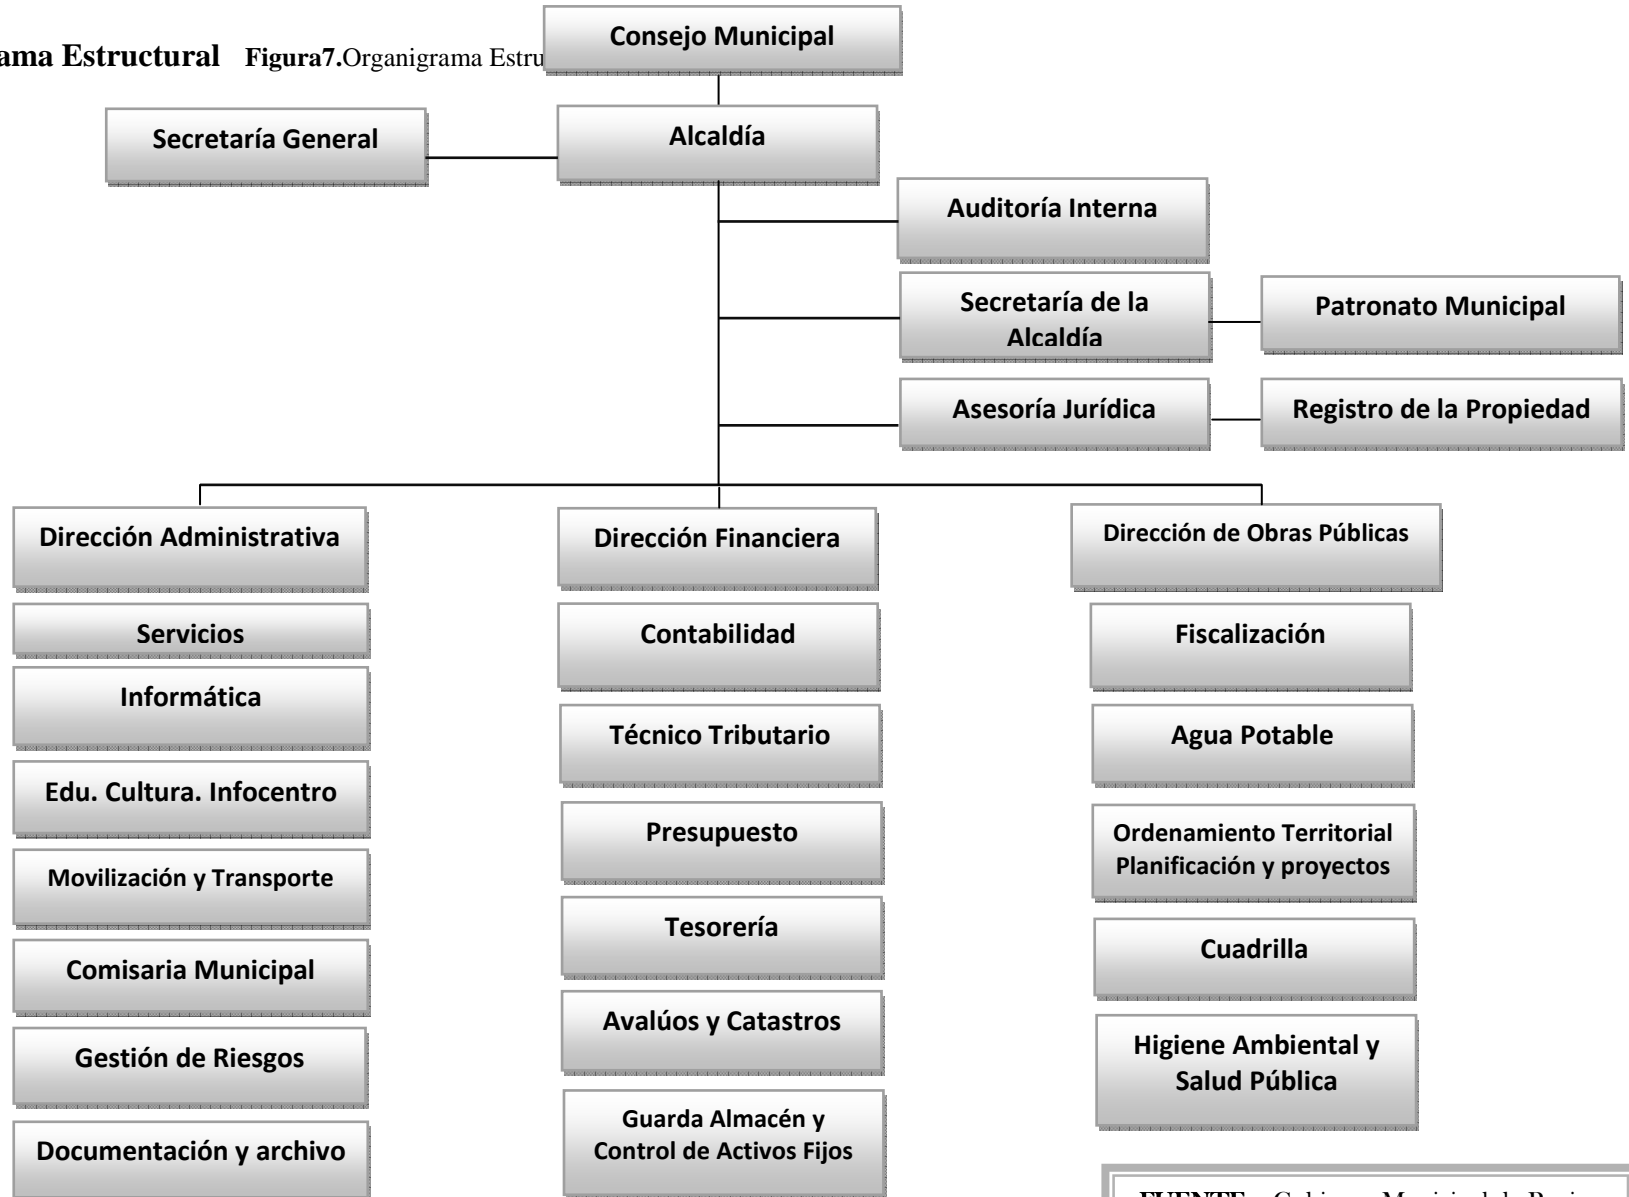 ama Estructural Figura7.Organigrama Estru
Consejo Municipal
Secretaría General
Alcaldía
Auditoría Interna
Secretaría de la
Alcaldía
Patronato Municipal
Asesoría Jurídica
Registro de la Propiedad
Dirección Administrativa
Servicios
Informática
Edu. Cultura. Infocentro
Movilización y Transporte
Comisaria Municipal
Gestión de Riesgos
Documentación y archivo
Dirección Financiera
Contabilidad
Técnico Tributario
Presupuesto
Tesorería
Avalúos y Catastros
Guarda Almacén y
Control de Activos Fijos
Dirección de Obras Públicas
Fiscalización
Agua Potable
Ordenamiento Territorial
Planificación y proyectos
Cuadrilla
Higiene Ambiental y
Salud Pública